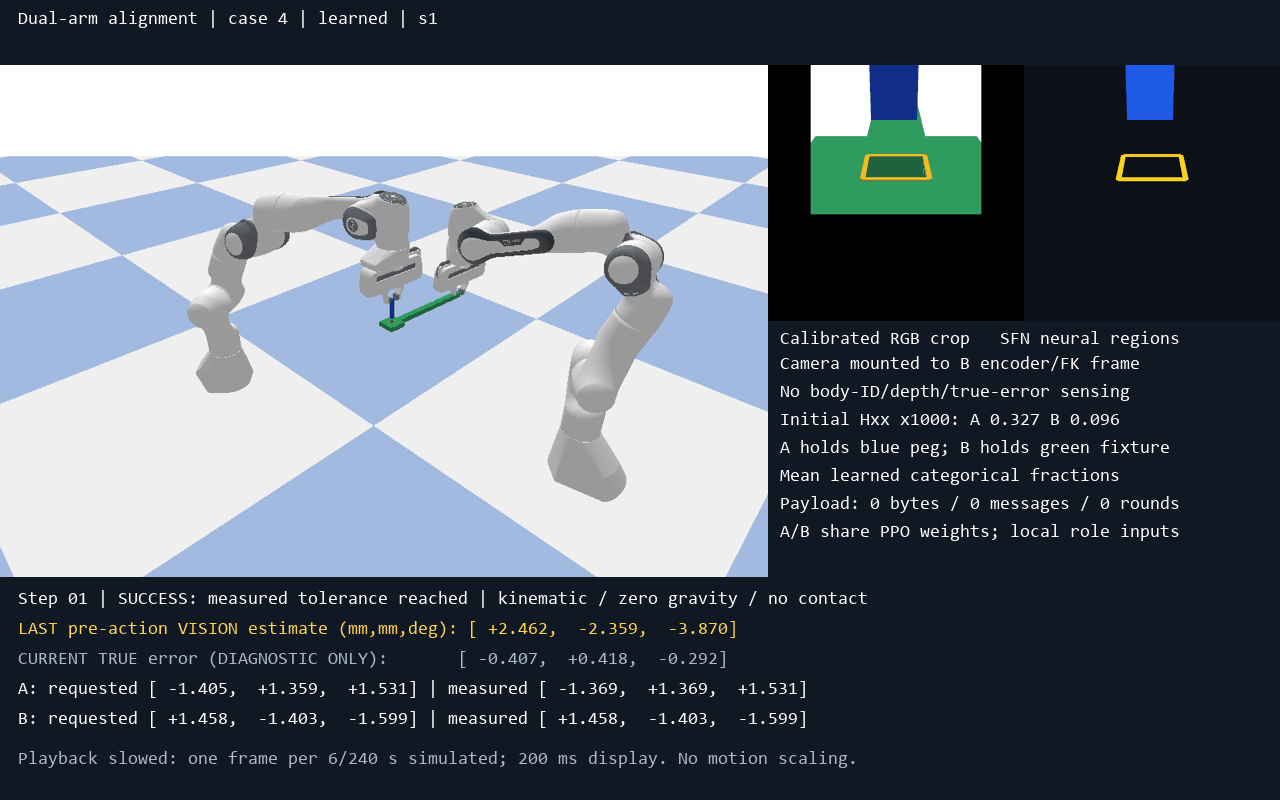 Dual-arm alignment | case 4 | learned | s1
Calibrated RGB crop   SFN neural regions
Camera mounted to B encoder/FK frame
No body-ID/depth/true-error sensing
Initial Hxx x1000: A 0.327 B 0.096
A holds blue peg; B holds green fixture
Mean learned categorical fractions
Payload: 0 bytes / 0 messages / 0 rounds
A/B share PPO weights; local role inputs
Step 01 | SUCCESS: measured tolerance reached | kinematic / zero gravity / no contact
LAST pre-action VISION estimate (mm,mm,deg): [ +2.462,  -2.359,  -3.870]
CURRENT TRUE error (DIAGNOSTIC ONLY):       [ -0.407,  +0.418,  -0.292]
A: requested [ -1.405,  +1.359,  +1.531] | measured [ -1.369,  +1.369,  +1.531]
B: requested [ +1.458,  -1.403,  -1.599] | measured [ +1.458,  -1.403,  -1.599]
Playback slowed: one frame per 6/240 s simulated; 200 ms display. No motion scaling.